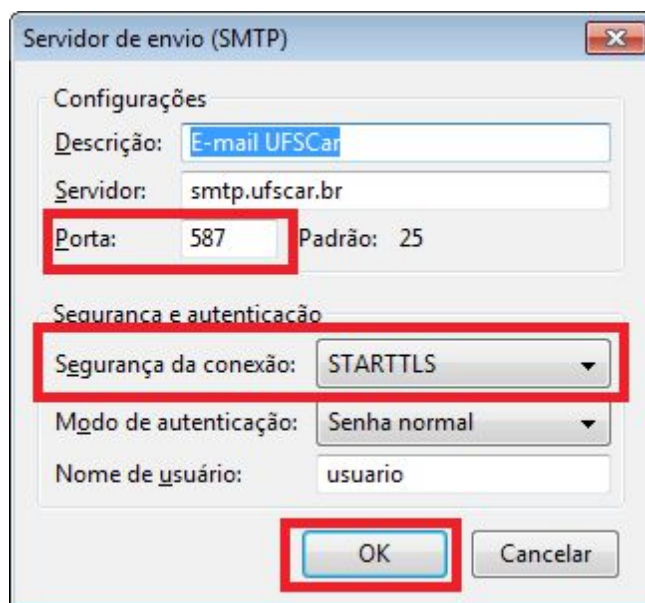 Servidor de envio (SMTP)
Configurações
Descrição: E-mail UFSCar
Servidor: smtp.ufscar.br
Porta: 587 Padrão: 25
Segurança e autenticação
Segurança da conexão: STARTTLS
Modo de autenticação: Senha normal
Nome de usuário: usuario
OK Cancelar